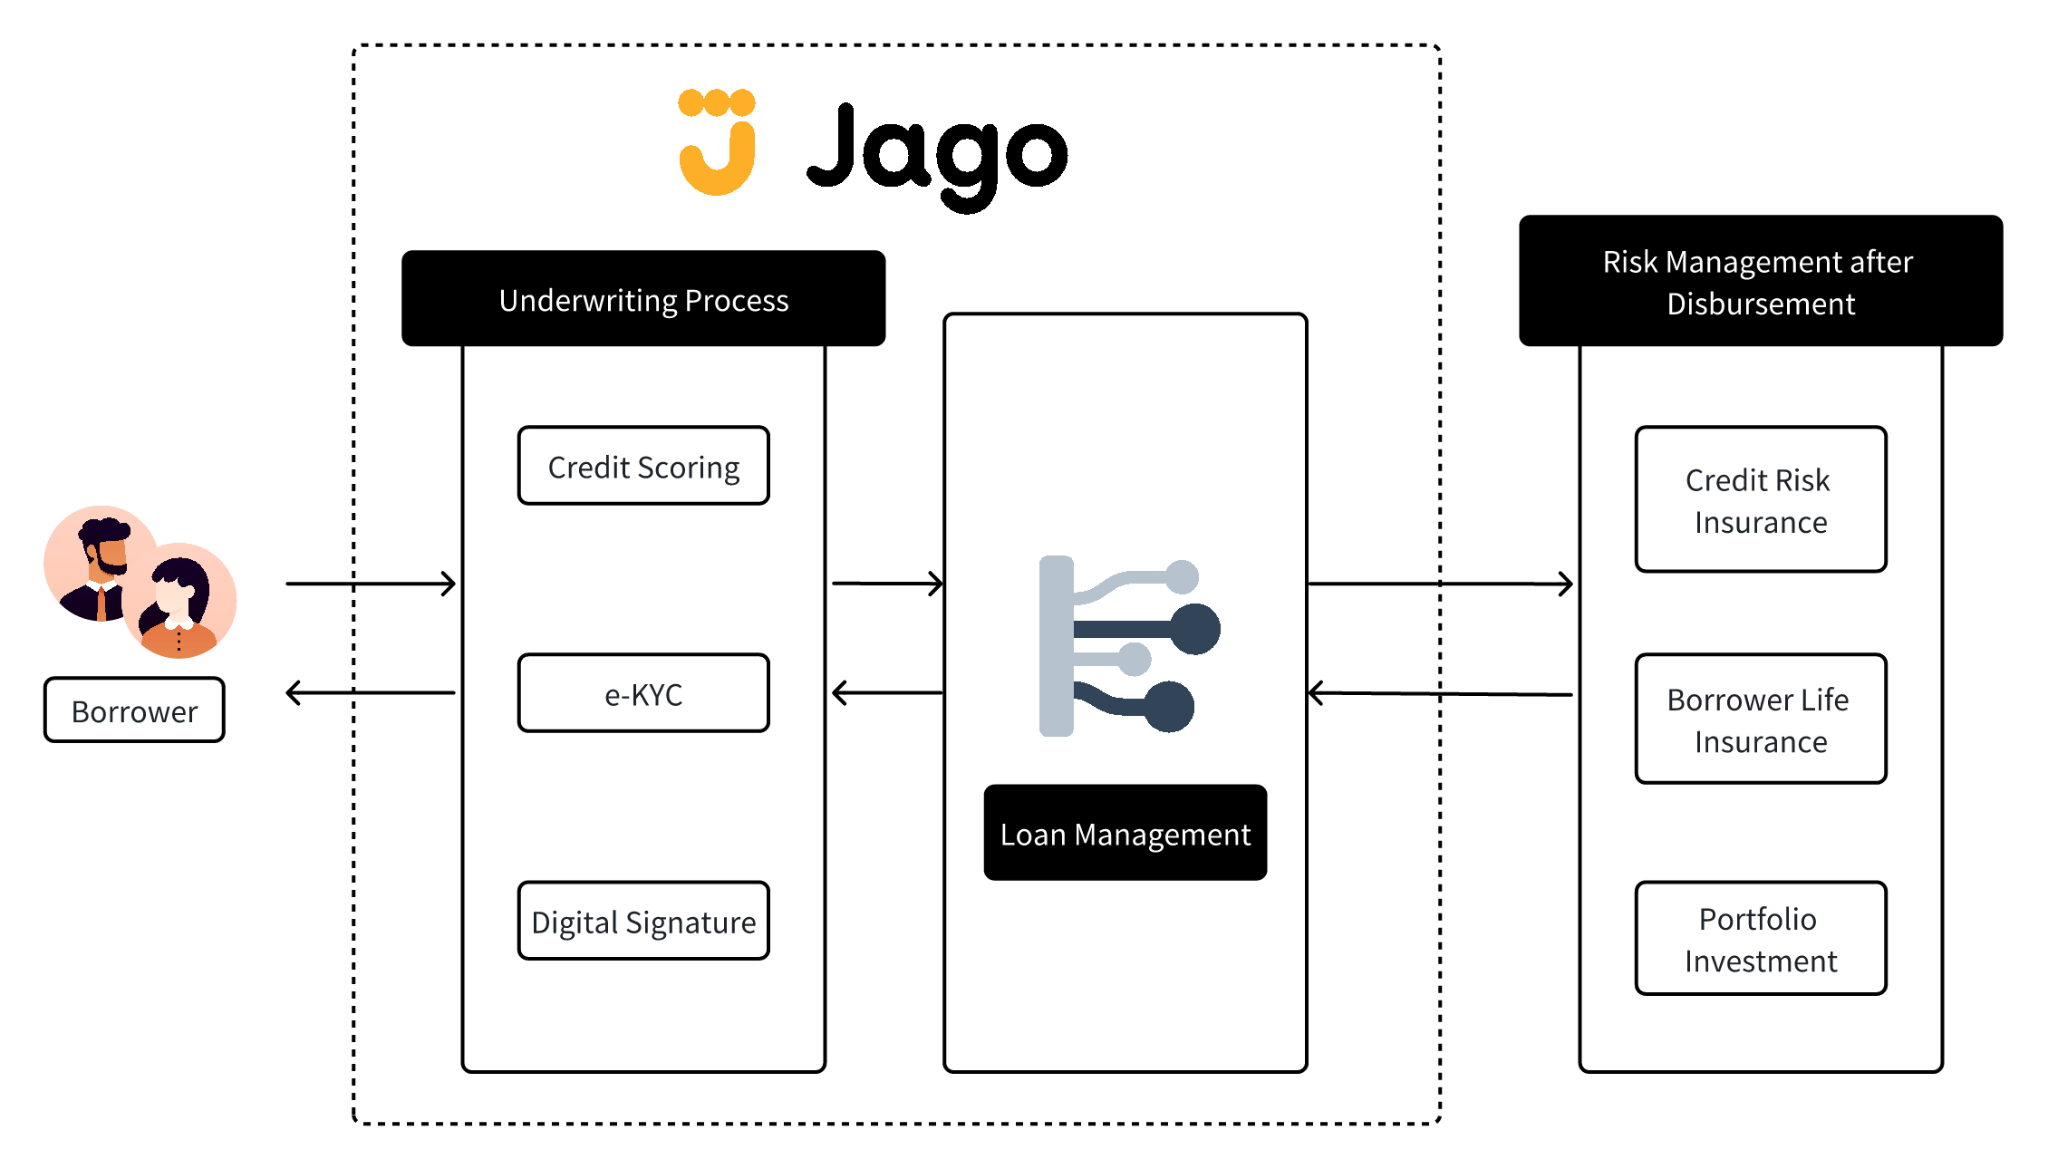 Jago
Underwriting Process
Credit Scoring
e-KYC
Digital Signature
Borrower
Loan Management
Risk Management after
Disbursement
Credit Risk
Insurance
Borrower Life
Insurance
Portfolio
Investment